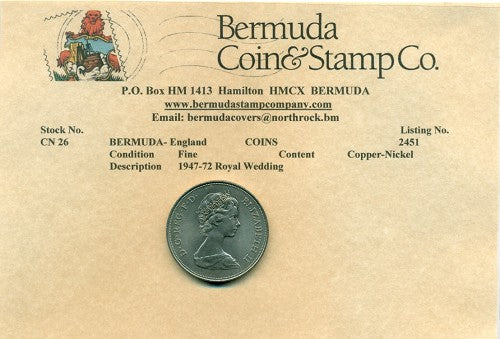 Bermuda
Coin&Stamp Co.
P.O. Box HM 1413 Hamilton HMCX BERMUDA
www.bermudastampcompany.com
Email: bermudacovers@northrock.bm
Stock No. Listing No.
CN 26 BERMUDA- England COINS 2451
Condition Fine Content Copper-Nickel
Description 1947-72 Royal Wedding
D·G·REG·F·D· ELIZABETH II